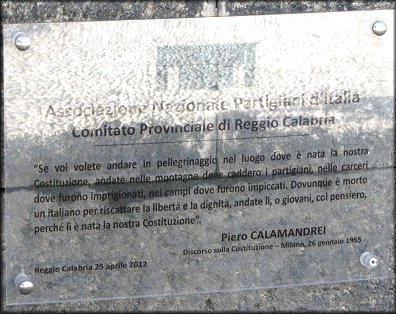 Associazione Nazionale Partigiani d'Italia
Comitato Provinciale di Reggio Calabria
"Se voi volete andare in pellegrinaggio nel luogo dove è nata la nostra
Costituzione, andate nelle montagne dove caddero i partigiani, nelle carceri
dove furono imprigionati, nei campi dove furono impiccati. Dovunque è morto
un italiano per riscattare la libertà e la dignità, andate lì, o giovani, col pensiero,
perché lì è nata la nostra Costituzione"
Piero CALAMANDREI
Discorso sulla Costituzione – Milano, 26 gennaio 1955
Reggio Calabria 25 aprile 2012